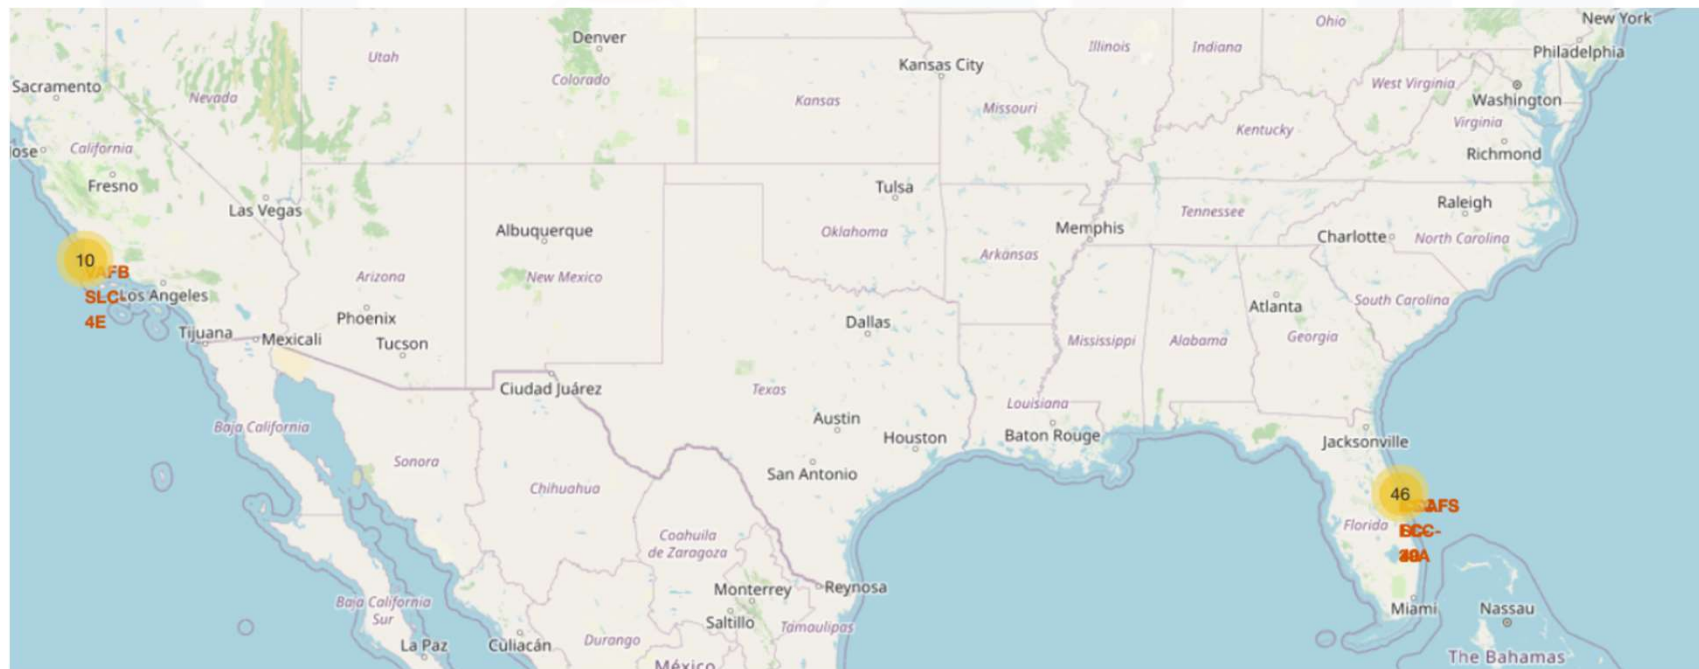 New York
Ohio
Denver
Illinois
Indiana
Philadelphia
Utah
Kansas City
Colorado
Sacramento
West Virginia
Nevada
Kansas
Missouri
Washington
Virginia
Kentucky
ose
California
Richmond
Fresno
Tulsa
Las Vegas
Tennessee
Raleigh
Albuquerque
Oklahoma
Memphis
Charlotte
North Carolina
10
Arkansas
VAFB
Arizona
New Mexico
SLC-
Los Angeles
South Carolina
Atlanta
4E
Phoenix
Dallas
Tijuana
Mexicali
Tucson
Mississippi
Alabama
Georgia
Ciudad Juárez
Texas
Louisiana
Austin
Baja California
Houston
Baton Rouge
Jacksonville
Sonora
San Antonio
Chihuahua
46
AFS
Florida
Coahuila
de Zaragoza
Monterrey
Reynosa
Baja California
Sur
Miami
Nassau
Saltillo
Tamaulipas
La Paz
Culiacán
Durango
The Bahamas
México